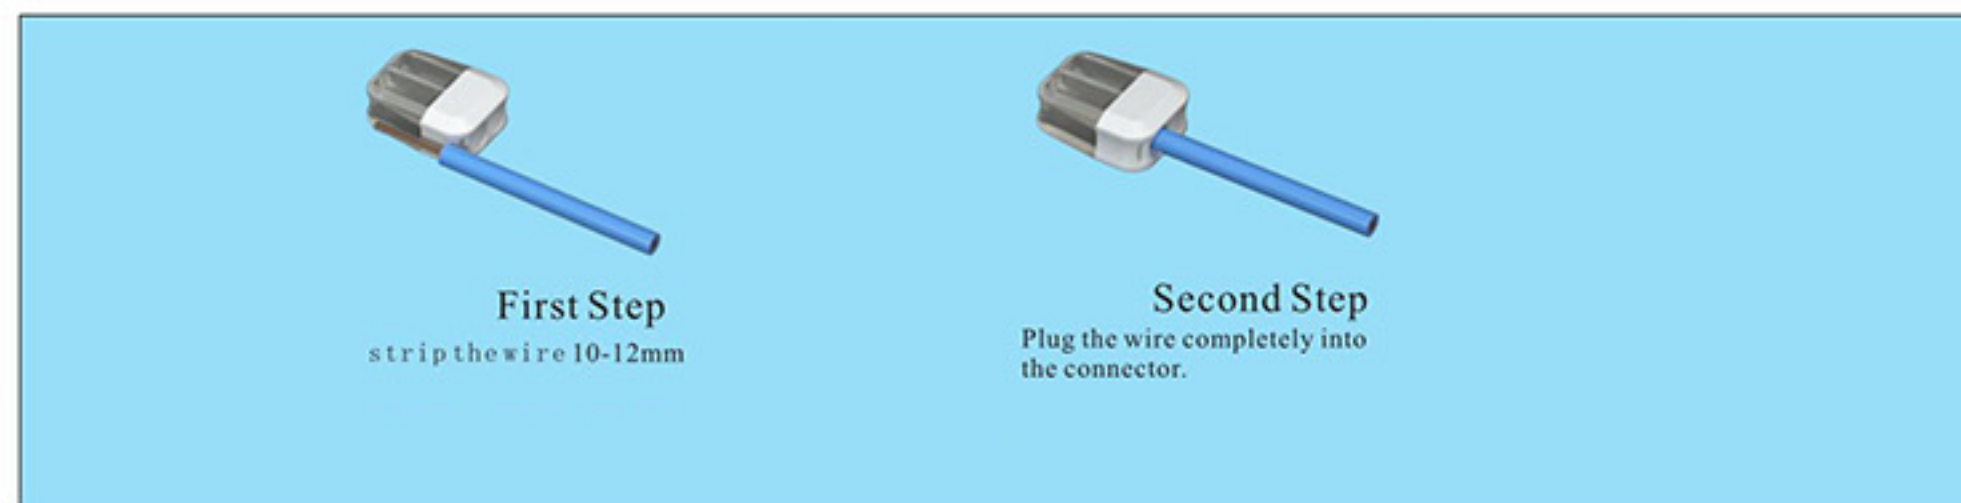 First Step
strip the wire 10-12mm
Second Step
Plug the wire completely into
the connector.